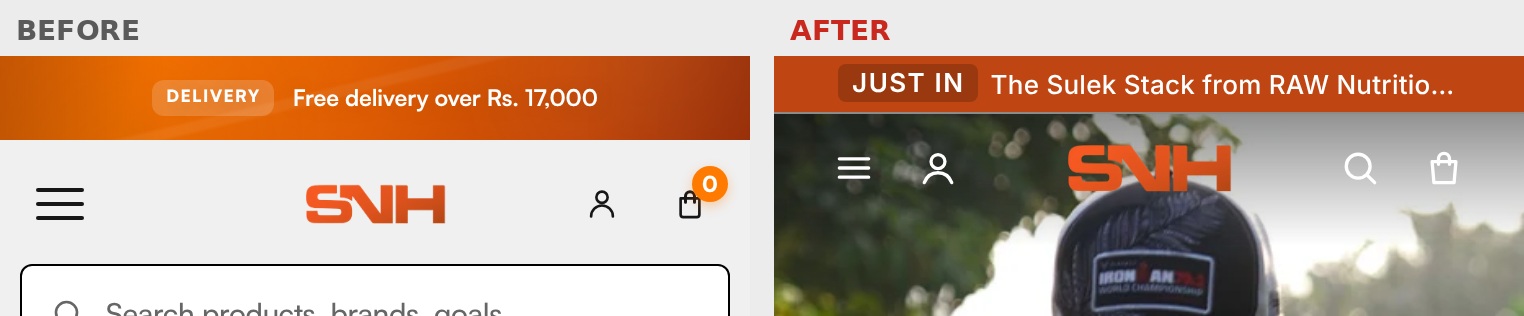 BEFORE
AFTER
DELIVERY Free delivery over Rs. 17,000
SNH
0
Search products, brands, goals
JUST IN The Sulek Stack from RAW Nutritio...
SNH
IRONMAN
WORLD CHAMPIONSHIP